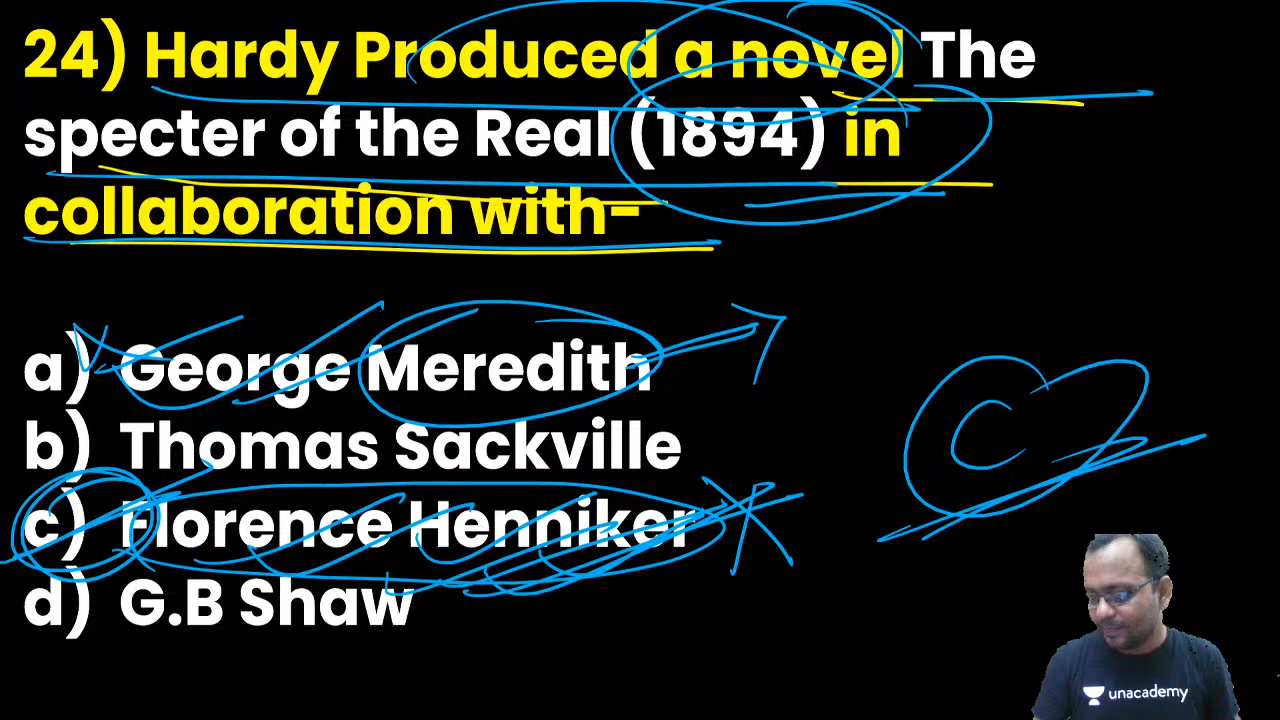 24) Hardy Produced a novel The
specter of the Real (1894) in
collaboration with-
a) George Meredith
b) Thomas Sackville
c) Florence Henniker
d) G.B Shaw
C
unacademy